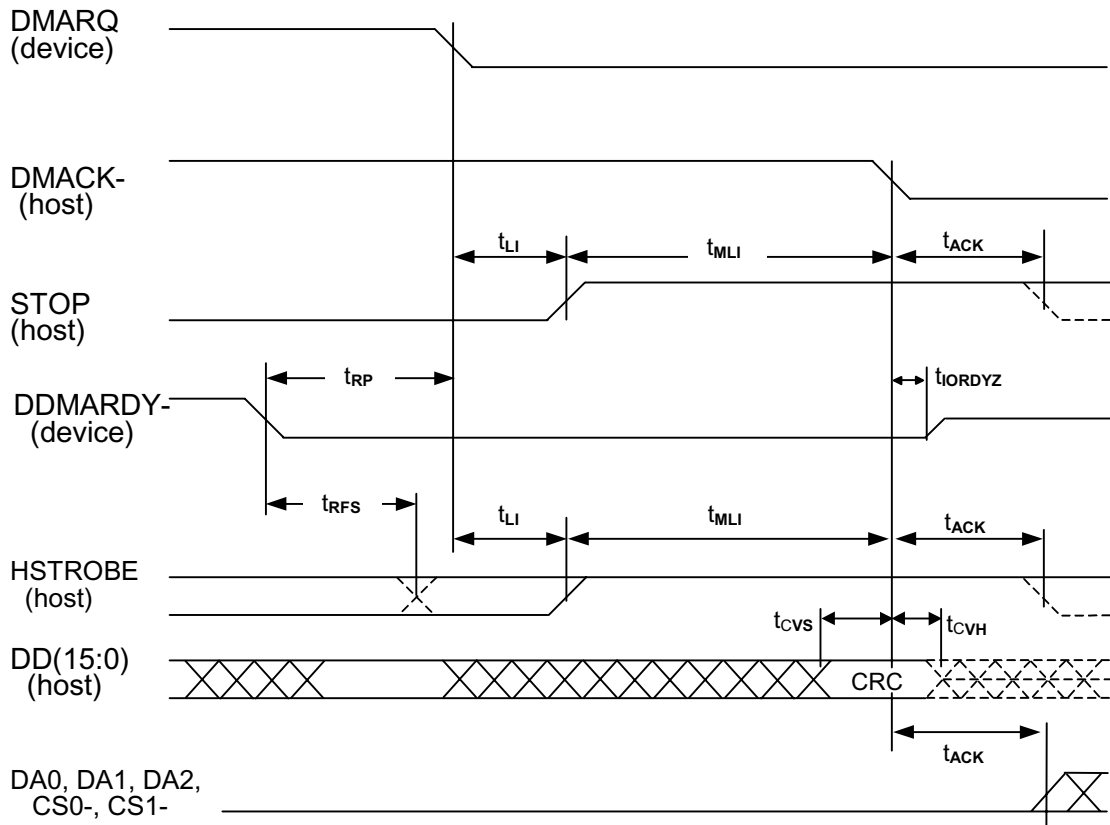 DMARQ
(device)
DMACK-
(host)
tLI
tMLI
tACK
STOP
(host)
tRP
tIORDYZ
DDMARDY-
(device)
tRFS
tLI
tMLI
tACK
HSTROBE
(host)
tCVS
tCVH
DD(15:0)
(host)
CRC
tACK
DA0, DA1, DA2,
CS0-, CS1-